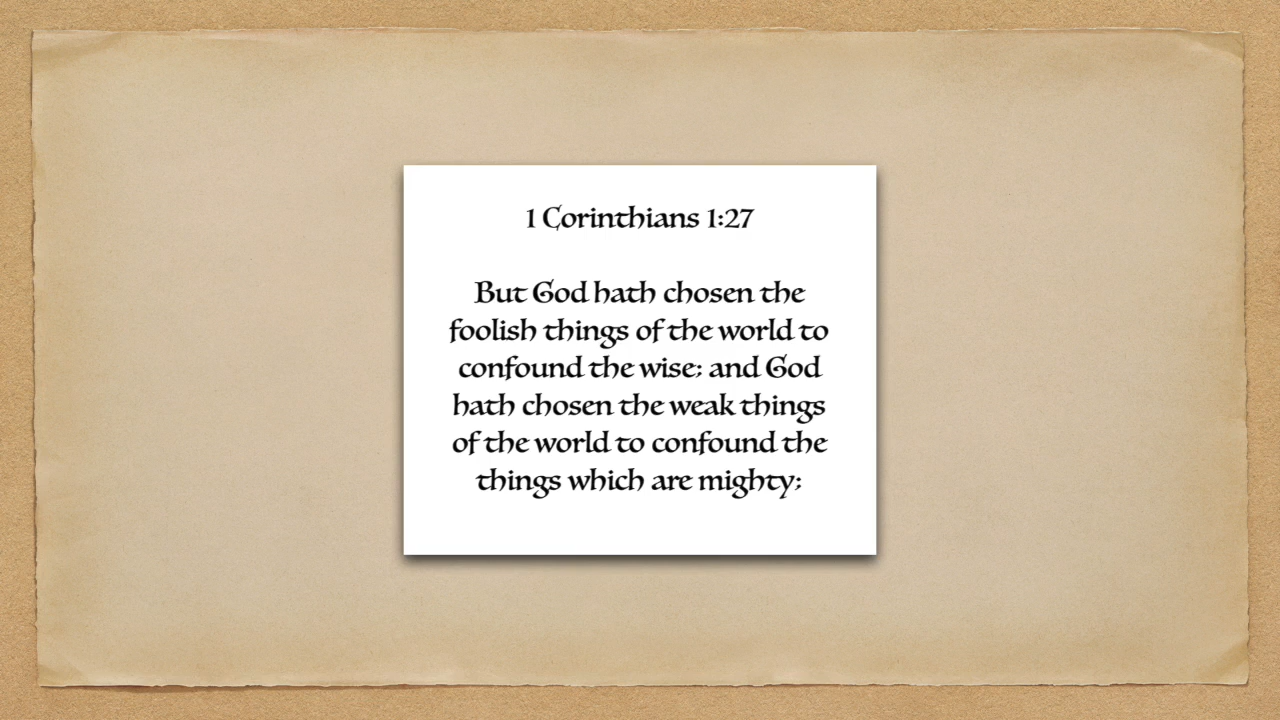 1 Corinthians 1:27
But God hath chosen the
foolish things of the world to
confound the wise; and God
hath chosen the weak things
of the world to confound the
things which are mighty;